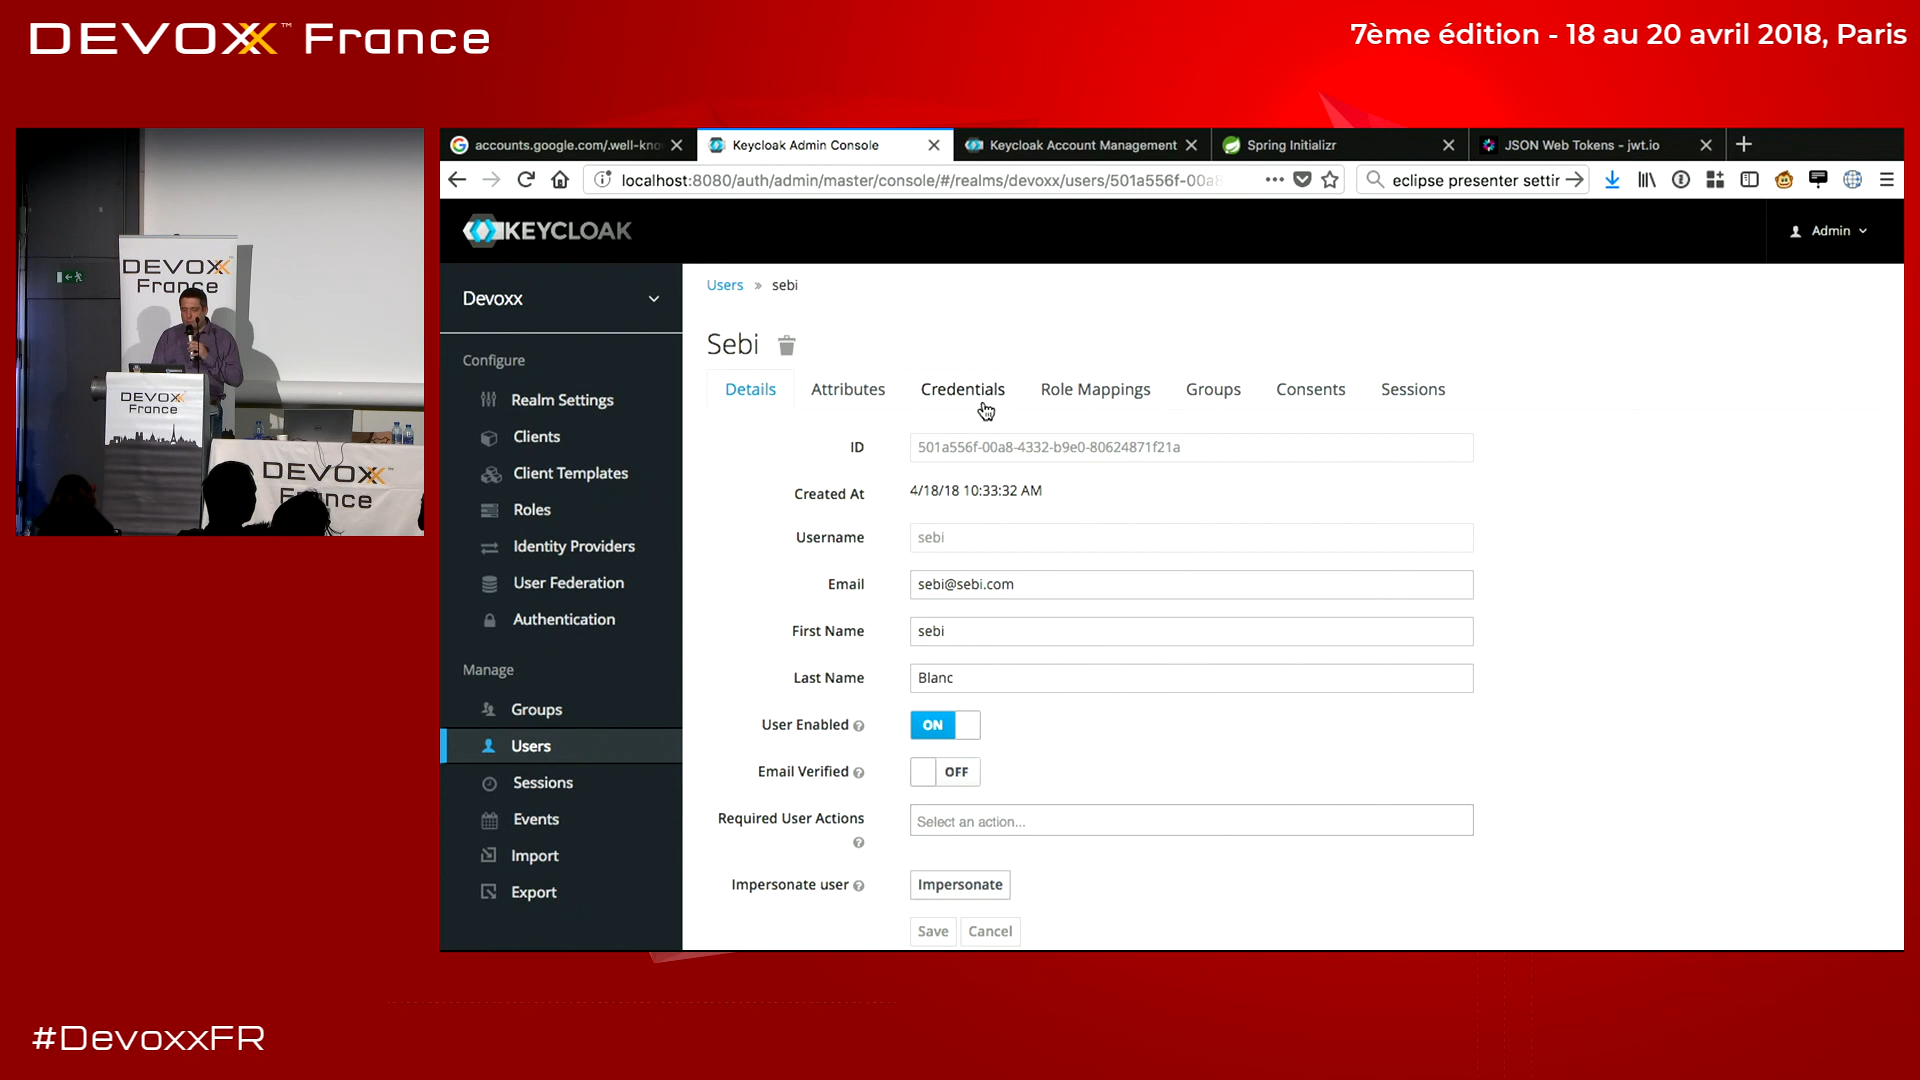 DEVOXX™ France
7ème édition - 18 au 20 avril 2018, Paris
DEVOXX
France
DEVOXX
France
DEVOXX™
France
accounts.google.com/.well-kno
Keycloak Admin Console
Keycloak Account Management
Spring Initializr
JSON Web Tokens - jwt.io
localhost:8080/auth/admin/master/console/#/realms/devoxx/users/501a556f-00a8
eclipse presenter settir
KEYCLOAK
Admin
Devoxx
Configure
Realm Settings
Clients
Client Templates
Roles
Identity Providers
User Federation
Authentication
Manage
Groups
Users
Sessions
Events
Import
Export
Users » sebi
Sebi
Details Attributes Credentials Role Mappings Groups Consents Sessions
ID 501a556f-00a8-4332-b9e0-80624871f21a
Created At 4/18/18 10:33:32 AM
Username sebi
Email sebi@sebi.com
First Name sebi
Last Name Blanc
User Enabled ON
Email Verified OFF
Required User Actions Select an action...
Impersonate user Impersonate
Save Cancel
#DevoxxFR